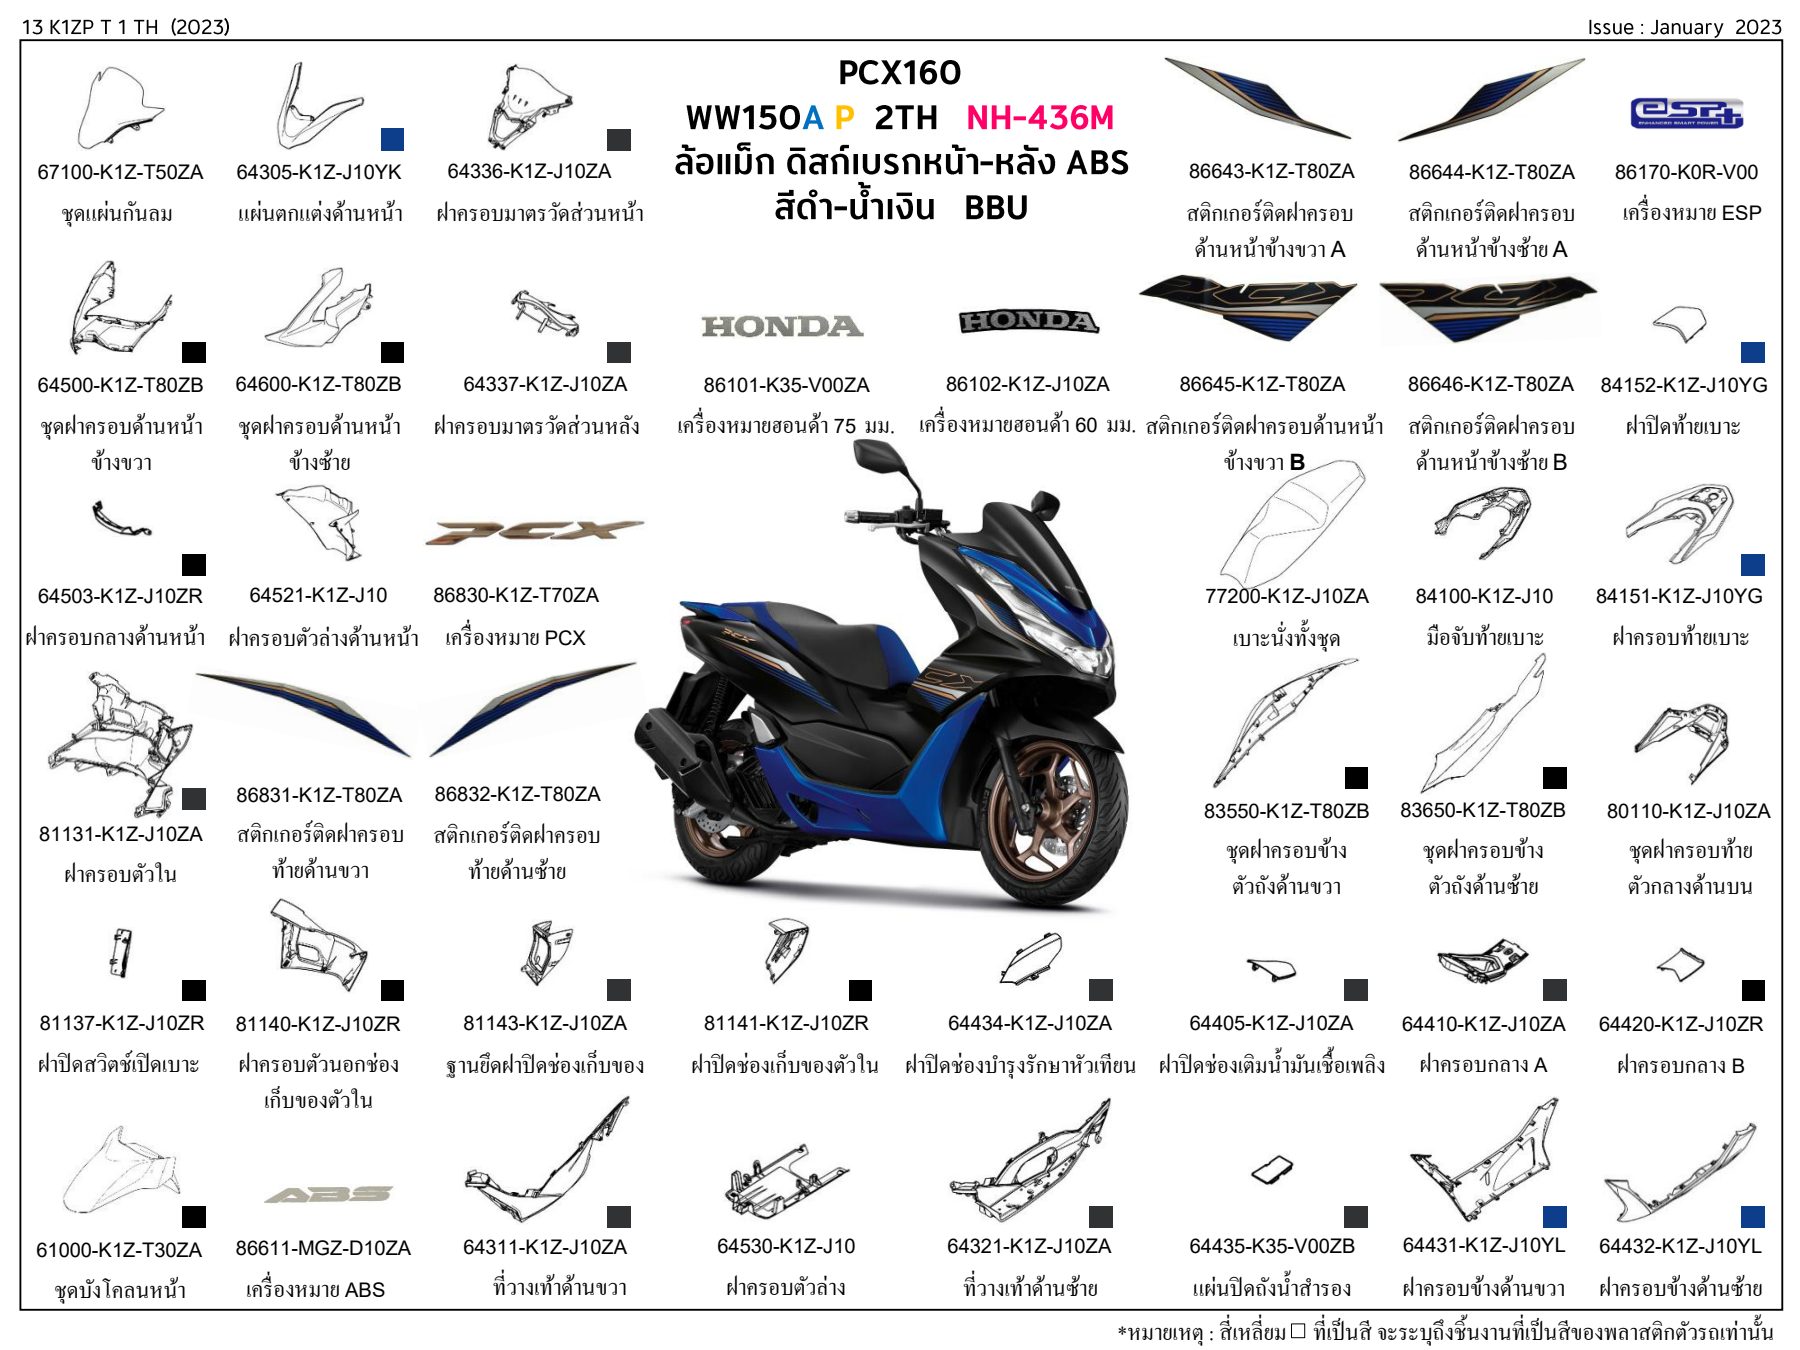 13 K1ZP T 1 TH (2023)
Issue : January 2023
PCX160
WW150A P 2TH NH-436M
ล้อแม็ก ดิสก์เบรกหน้า-หลัง ABS
สีดำ-น้ำเงิน BBU
67100-K1Z-T50ZA
ชุดแผ่นกันลม
64305-K1Z-J10YK
แผ่นตกแต่งด้านหน้า
64336-K1Z-J10ZA
ฝาครอบมาตรวัดส่วนหน้า
86643-K1Z-T80ZA
สติกเกอร์ติดฝาครอบ
ด้านหน้าข้างขวา A
86644-K1Z-T80ZA
สติกเกอร์ติดฝาครอบ
ด้านหน้าข้างซ้าย A
eSP+
ENHANCED SMART POWER
86170-K0R-V00
เครื่องหมาย ESP
64500-K1Z-T80ZB
ชุดฝาครอบด้านหน้า
ข้างขวา
64600-K1Z-T80ZB
ชุดฝาครอบด้านหน้า
ข้างซ้าย
64337-K1Z-J10ZA
ฝาครอบมาตรวัดส่วนหลัง
HONDA
86101-K35-V00ZA
เครื่องหมายฮอนด้า 75 มม.
HONDA
86102-K1Z-J10ZA
เครื่องหมายฮอนด้า 60 มม.
PCX
86645-K1Z-T80ZA
สติกเกอร์ติดฝาครอบด้านหน้า
ข้างขวา B
PCX
86646-K1Z-T80ZA
สติกเกอร์ติดฝาครอบ
ด้านหน้าข้างซ้าย B
84152-K1Z-J10YG
ฝาปิดท้ายเบาะ
64503-K1Z-J10ZR
ฝาครอบกลางด้านหน้า
64521-K1Z-J10
ฝาครอบตัวล่างด้านหน้า
PCX
86830-K1Z-T70ZA
เครื่องหมาย PCX
PCX
PCX
77200-K1Z-J10ZA
เบาะนั่งทั้งชุด
84100-K1Z-J10
มือจับท้ายเบาะ
84151-K1Z-J10YG
ฝาครอบท้ายเบาะ
81131-K1Z-J10ZA
ฝาครอบตัวใน
86831-K1Z-T80ZA
สติกเกอร์ติดฝาครอบ
ท้ายด้านขวา
86832-K1Z-T80ZA
สติกเกอร์ติดฝาครอบ
ท้ายด้านซ้าย
83550-K1Z-T80ZB
ชุดฝาครอบข้าง
ตัวถังด้านขวา
83650-K1Z-T80ZB
ชุดฝาครอบข้าง
ตัวถังด้านซ้าย
80110-K1Z-J10ZA
ชุดฝาครอบท้าย
ตัวกลางด้านบน
81137-K1Z-J10ZR
ฝาปิดสวิตช์เปิดเบาะ
81140-K1Z-J10ZR
ฝาครอบตัวนอกช่อง
เก็บของตัวใน
81143-K1Z-J10ZA
ฐานยึดฝาปิดช่องเก็บของ
81141-K1Z-J10ZR
ฝาปิดช่องเก็บของตัวใน
64434-K1Z-J10ZA
ฝาปิดช่องบำรุงรักษาหัวเทียน
64405-K1Z-J10ZA
ฝาปิดช่องเติมน้ำมันเชื้อเพลิง
64410-K1Z-J10ZA
ฝาครอบกลาง A
64420-K1Z-J10ZR
ฝาครอบกลาง B
61000-K1Z-T30ZA
ชุดบังโคลนหน้า
ABS
86611-MGZ-D10ZA
เครื่องหมาย ABS
64311-K1Z-J10ZA
ที่วางเท้าด้านขวา
64530-K1Z-J10
ฝาครอบตัวล่าง
64321-K1Z-J10ZA
ที่วางเท้าด้านซ้าย
64435-K35-V00ZB
แผ่นปิดถังน้ำสำรอง
64431-K1Z-J10YL
ฝาครอบข้างด้านขวา
64432-K1Z-J10YL
ฝาครอบข้างด้านซ้าย
*หมายเหตุ : สี่เหลี่ยม □ ที่เป็นสี จะระบุถึงชิ้นงานที่เป็นสีของพลาสติกตัวรถเท่านั้น